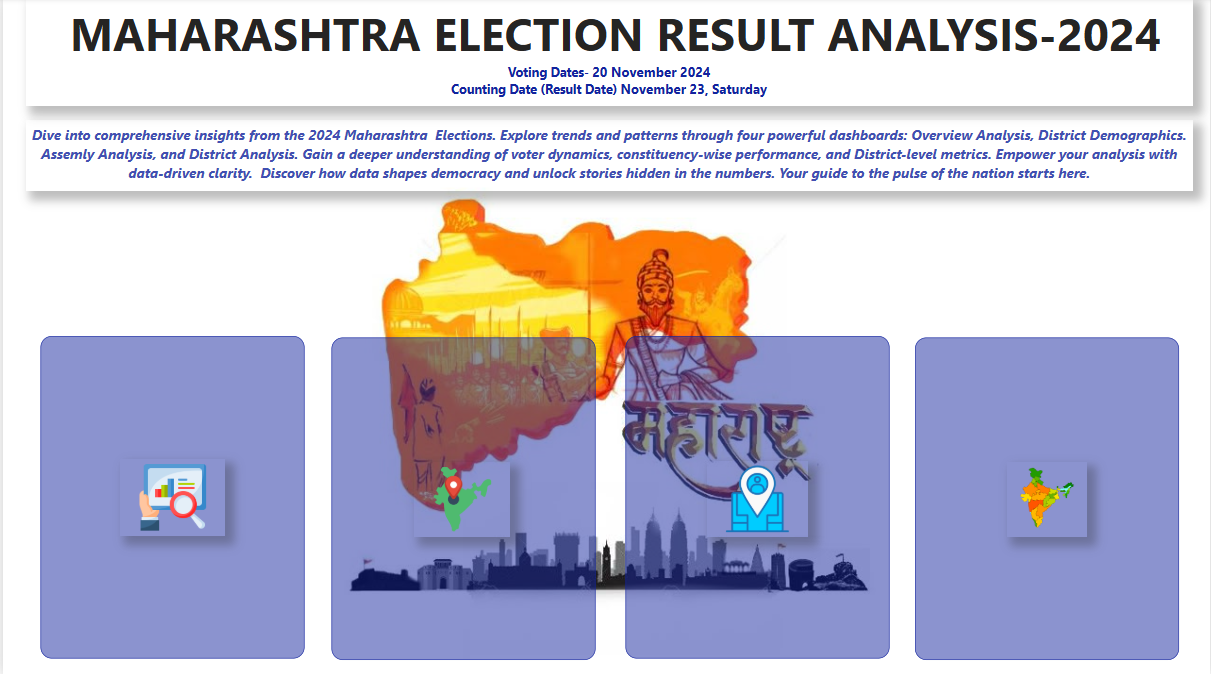 MAHARASHTRA ELECTION RESULT ANALYSIS-2024
Voting Dates- 20 November 2024
Counting Date (Result Date) November 23, Saturday
Dive into comprehensive insights from the 2024 Maharashtra  Elections. Explore trends and patterns through four powerful dashboards: Overview Analysis, District Demographics.
Assemly Analysis, and District Analysis. Gain a deeper understanding of voter dynamics, constituency-wise performance, and District-level metrics. Empower your analysis with
data-driven clarity.  Discover how data shapes democracy and unlock stories hidden in the numbers. Your guide to the pulse of the nation starts here.
महाराष्ट्र